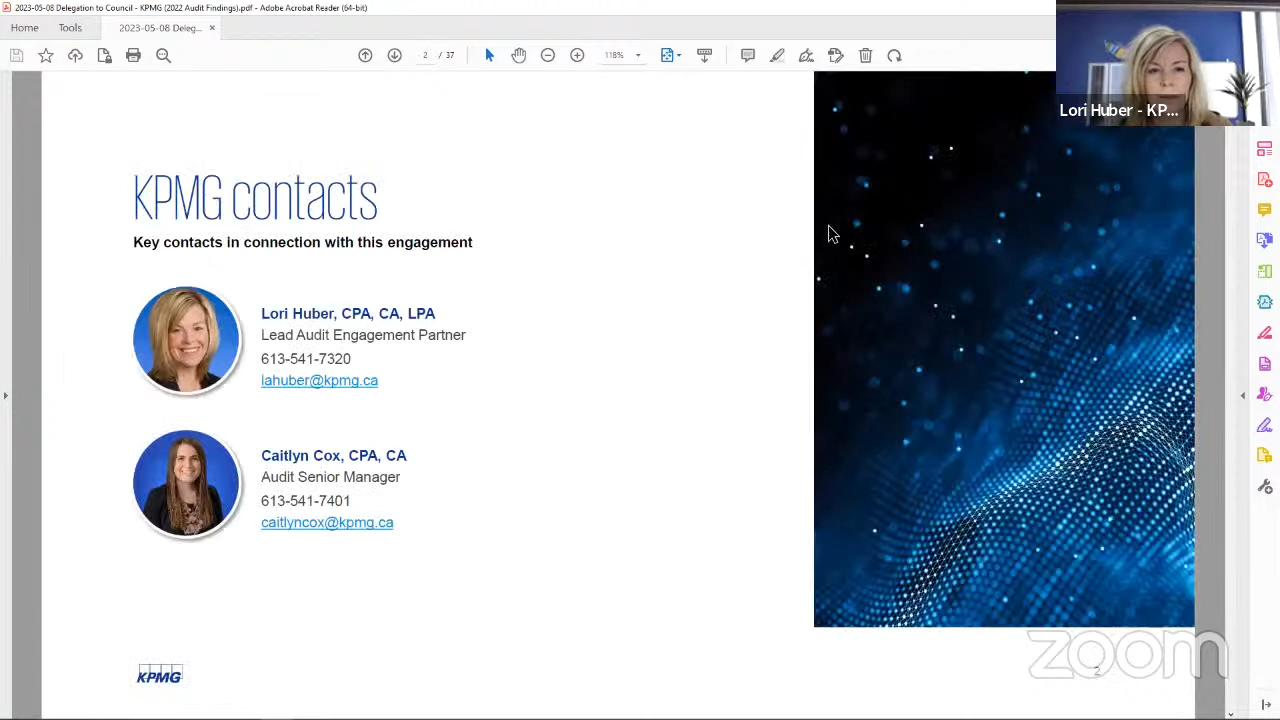 2023-05-08 Delegation to Council - KPMG (2022 Audit Findings).pdf - Adobe Acrobat Reader (64-bit)
Home Tools 2023-05-08 Deleg... ×
2 / 37 118%
Lori Huber - KP...
KPMG contacts
Key contacts in connection with this engagement
Lori Huber, CPA, CA, LPA
Lead Audit Engagement Partner
613-541-7320
lahuber@kpmg.ca
Caitlyn Cox, CPA, CA
Audit Senior Manager
613-541-7401
caitlyncox@kpmg.ca
KPMG
zoom
2